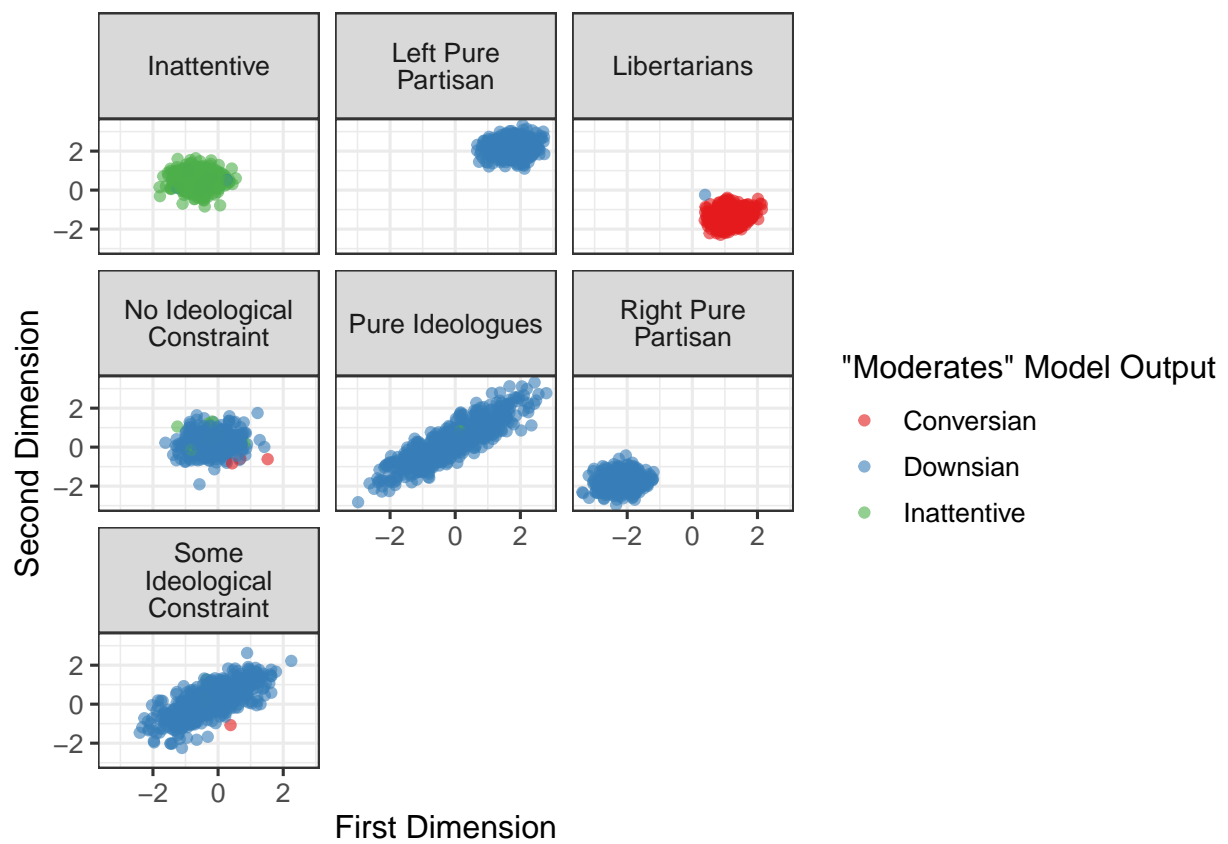 Inattentive
Left Pure
Partisan
Libertarians
2
0
−2
No Ideological
Constraint
Pure Ideologues
Right Pure
Partisan
2
0
−2
−2 0 2
−2 0 2
Some
Ideological
Constraint
2
0
−2
−2 0 2
First Dimension
Second Dimension
"Moderates" Model Output
Conversian
Downsian
Inattentive